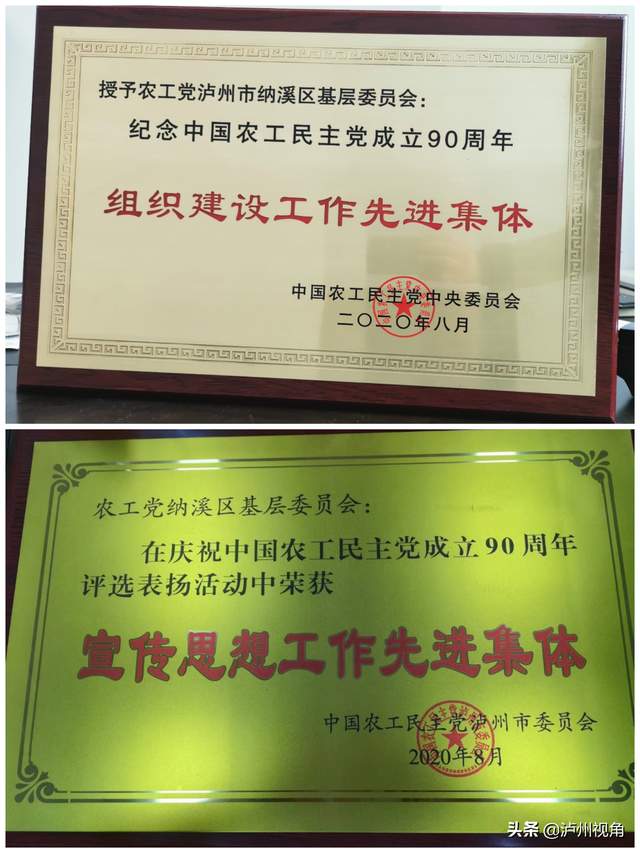 授予农工党泸州市纳溪区基层委员会：
纪念中国农工民主党成立90周年
组织建设工作先进集体
中国农工民主党中央委员会
二〇二〇年八月
农工党纳溪区基层委员会：
在庆祝中国农工民主党成立90周年
评选表扬活动中荣获
宣传思想工作先进集体
中国农工民主党泸州市委员会
2020年8月
头条 @泸州视角